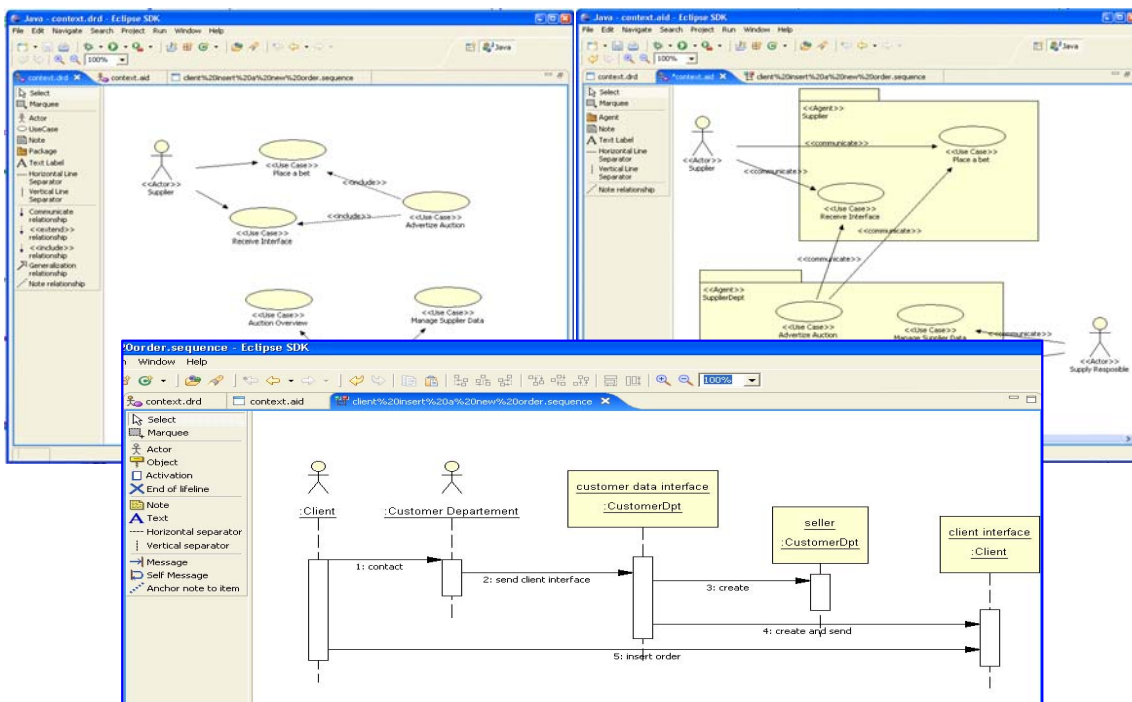 Java - context.drd - Eclipse SDK
File Edit Navigate Search Project Run Window Help
Java
100%
context.drd
context.aid
client%20insert%20a%20new%20order.sequence
Select
Marquee
Actor
UseCase
Note
Package
Text Label
Horizontal Line
Separator
Vertical Line
Separator
Communicate
relationship
<<extend>>
relationship
<<include>>
relationship
Generalization
relationship
Note relationship
<<Actor>>
Supplier
<<Use Case>>
Place a bet
<<include>>
<<Use Case>>
Advertize Auction
<<include>>
<<Use Case>>
Receive Interface
<<Use Case>>
Auction Overview
<<Use Case>>
Manage Supplier Data
Java - context.aid - Eclipse SDK
File Edit Navigate Search Project Run Window Help
Java
100%
context.drd
*context.aid
client%20insert%20a%20new%20order.sequence
Select
Marquee
Agent
Note
Text Label
Horizontal Line
Separator
Vertical Line
Separator
Note relationship
<<Agent>>
Supplier
<<Actor>>
Supplier
<<communicate>>
<<Use Case>>
Place a bet
<<communicate>>
<<Use Case>>
Receive Interface
<<communicate>>
<<communicate>>
<<Agent>>
SupplierDept
<<Use Case>>
Advertize Auction
<<Use Case>>
Manage Supplier Data
<<communicate>>
<<Actor>>
Supply Resposible
20order.sequence - Eclipse SDK
Window Help
100%
context.drd
context.aid
client%20insert%20a%20new%20order.sequence
Select
Marquee
Actor
Object
Activation
End of lifeline
Note
Text
Horizontal separator
Vertical separator
Message
Self Message
Anchor note to item
:Client
:Customer Departement
customer data interface
:CustomerDpt
seller
:CustomerDpt
client interface
:Client
1: contact
2: send client interface
3: create
4: create and send
5: insert order